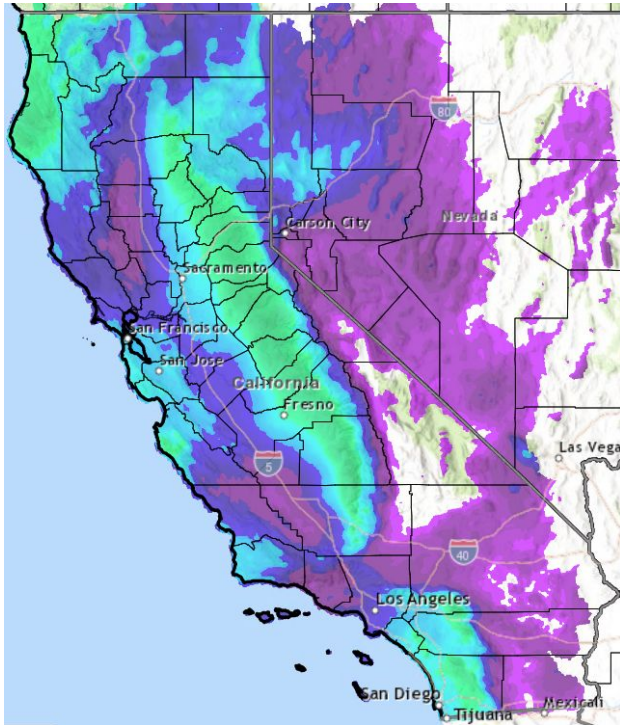 80
Carson City
Nevada
Sacramento
San Francisco
San Jose
California
Fresno
5
Las Vega
40
Los Angeles
San Diego
Tijuana
Mexicali